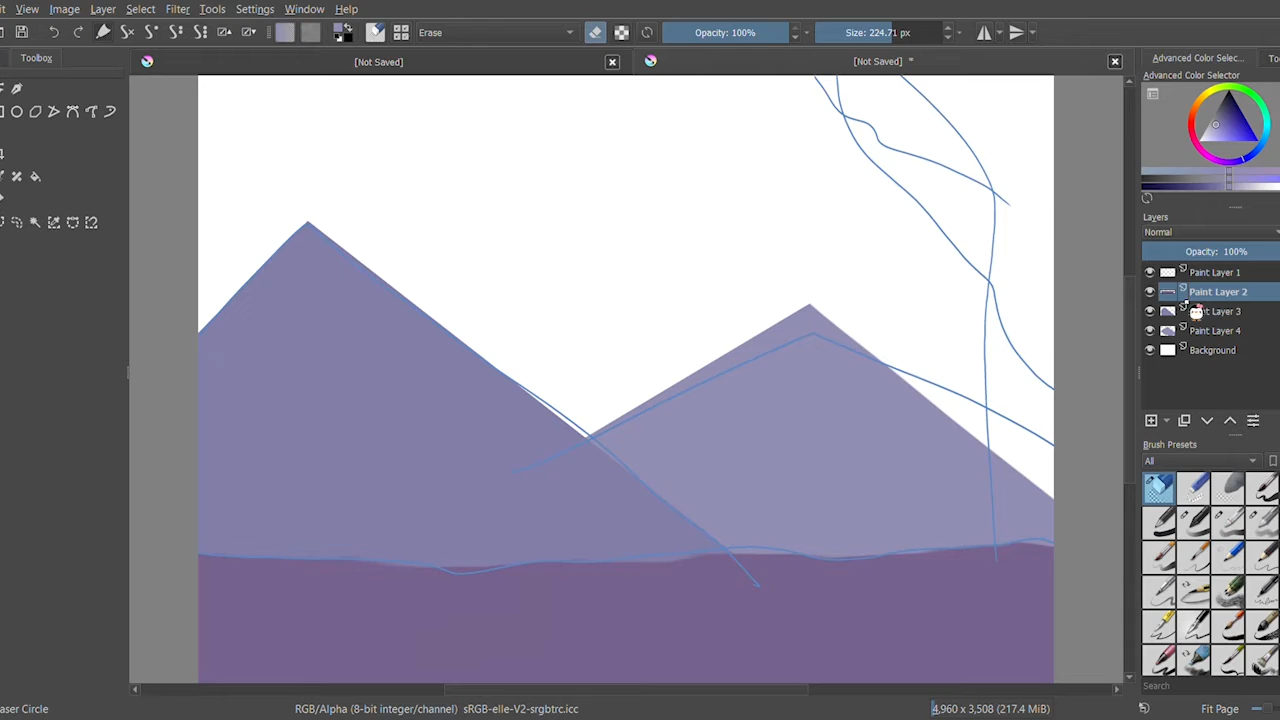 it View Image Layer Select Filter Tools Settings Window Help
Erase Opacity: 100% Size: 224.71 px
Toolbox [Not Saved] [Not Saved] * Advanced Color Selec... To
Advanced Color Selector
Layers
Normal
Opacity: 100%
Paint Layer 1
Paint Layer 2
nt Layer 3
Paint Layer 4
Background
Brush Presets
All
Search
aser Circle RGB/Alpha (8-bit integer/channel) sRGB-elle-V2-srgbtrc.icc 4,960 x 3,508 (217.4 MiB) Fit Page